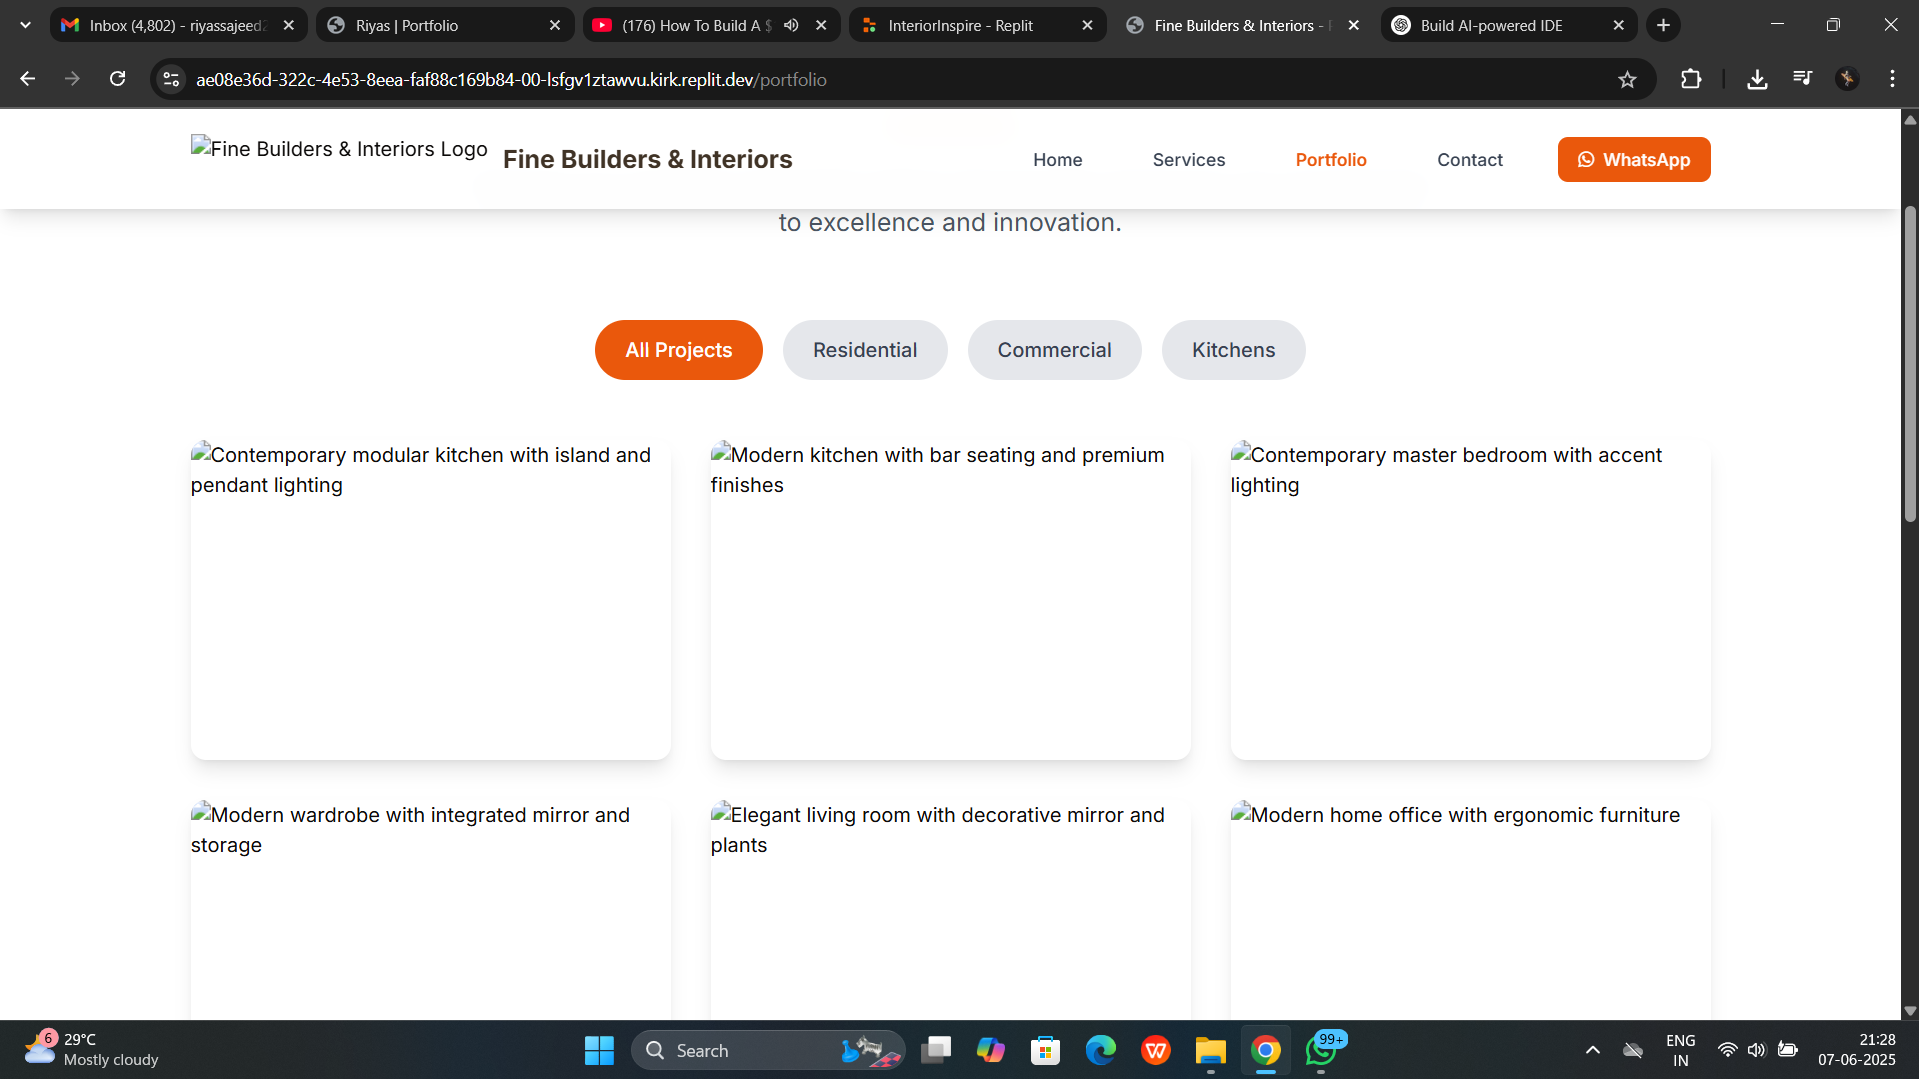 Inbox (4,802) - riyassajeed2
Riyas | Portfolio
(176) How To Build A $
InteriorInspire - Replit
Fine Builders & Interiors -
Build AI-powered IDE
ae08e36d-322c-4e53-8eea-faf88c169b84-00-lsfgv1ztawvu.kirk.replit.dev/portfolio
Fine Builders & Interiors Logo
Fine Builders & Interiors
Home
Services
Portfolio
Contact
WhatsApp
to excellence and innovation.
All Projects
Residential
Commercial
Kitchens
Contemporary modular kitchen with island and
pendant lighting
Modern kitchen with bar seating and premium
finishes
Contemporary master bedroom with accent
lighting
Modern wardrobe with integrated mirror and
storage
Elegant living room with decorative mirror and
plants
Modern home office with ergonomic furniture
6
29°C
Mostly cloudy
Search
99+
ENG
IN
21:28
07-06-2025